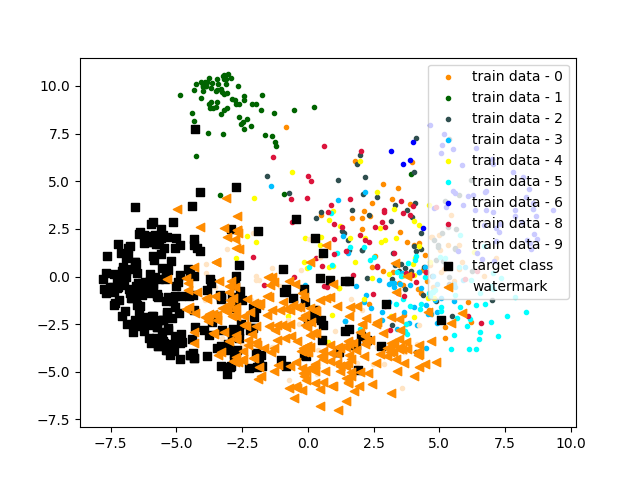 10.0
7.5
5.0
2.5
0.0
−2.5
−5.0
−7.5
−7.5
−5.0
−2.5
0.0
2.5
5.0
7.5
10.0
train data - 0
train data - 1
train data - 2
train data - 3
train data - 4
train data - 5
train data - 6
train data - 8
train data - 9
target class
watermark